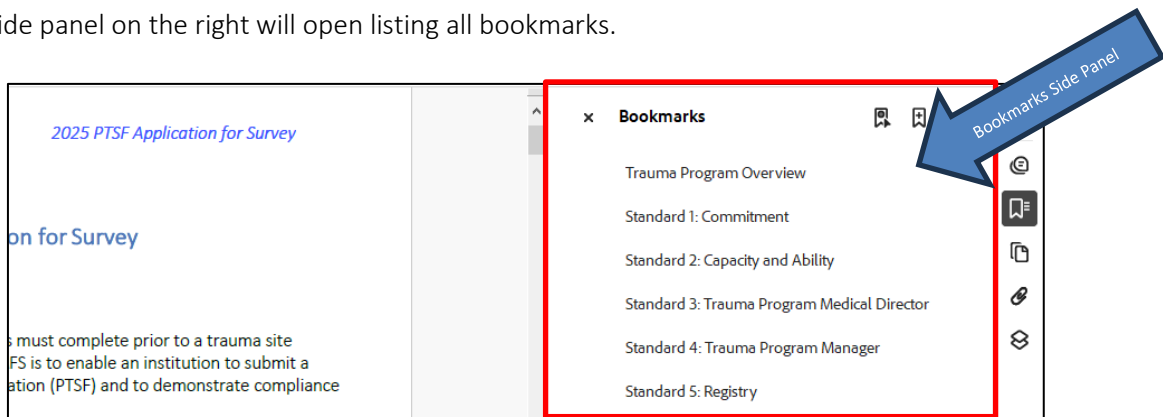 ide panel on the right will open listing all bookmarks.
Bookmarks Side Panel
2025 PTSF Application for Survey
on for Survey
s must complete prior to a trauma site
FS is to enable an institution to submit a
ation (PTSF) and to demonstrate compliance
Bookmarks
Trauma Program Overview
Standard 1: Commitment
Standard 2: Capacity and Ability
Standard 3: Trauma Program Medical Director
Standard 4: Trauma Program Manager
Standard 5: Registry